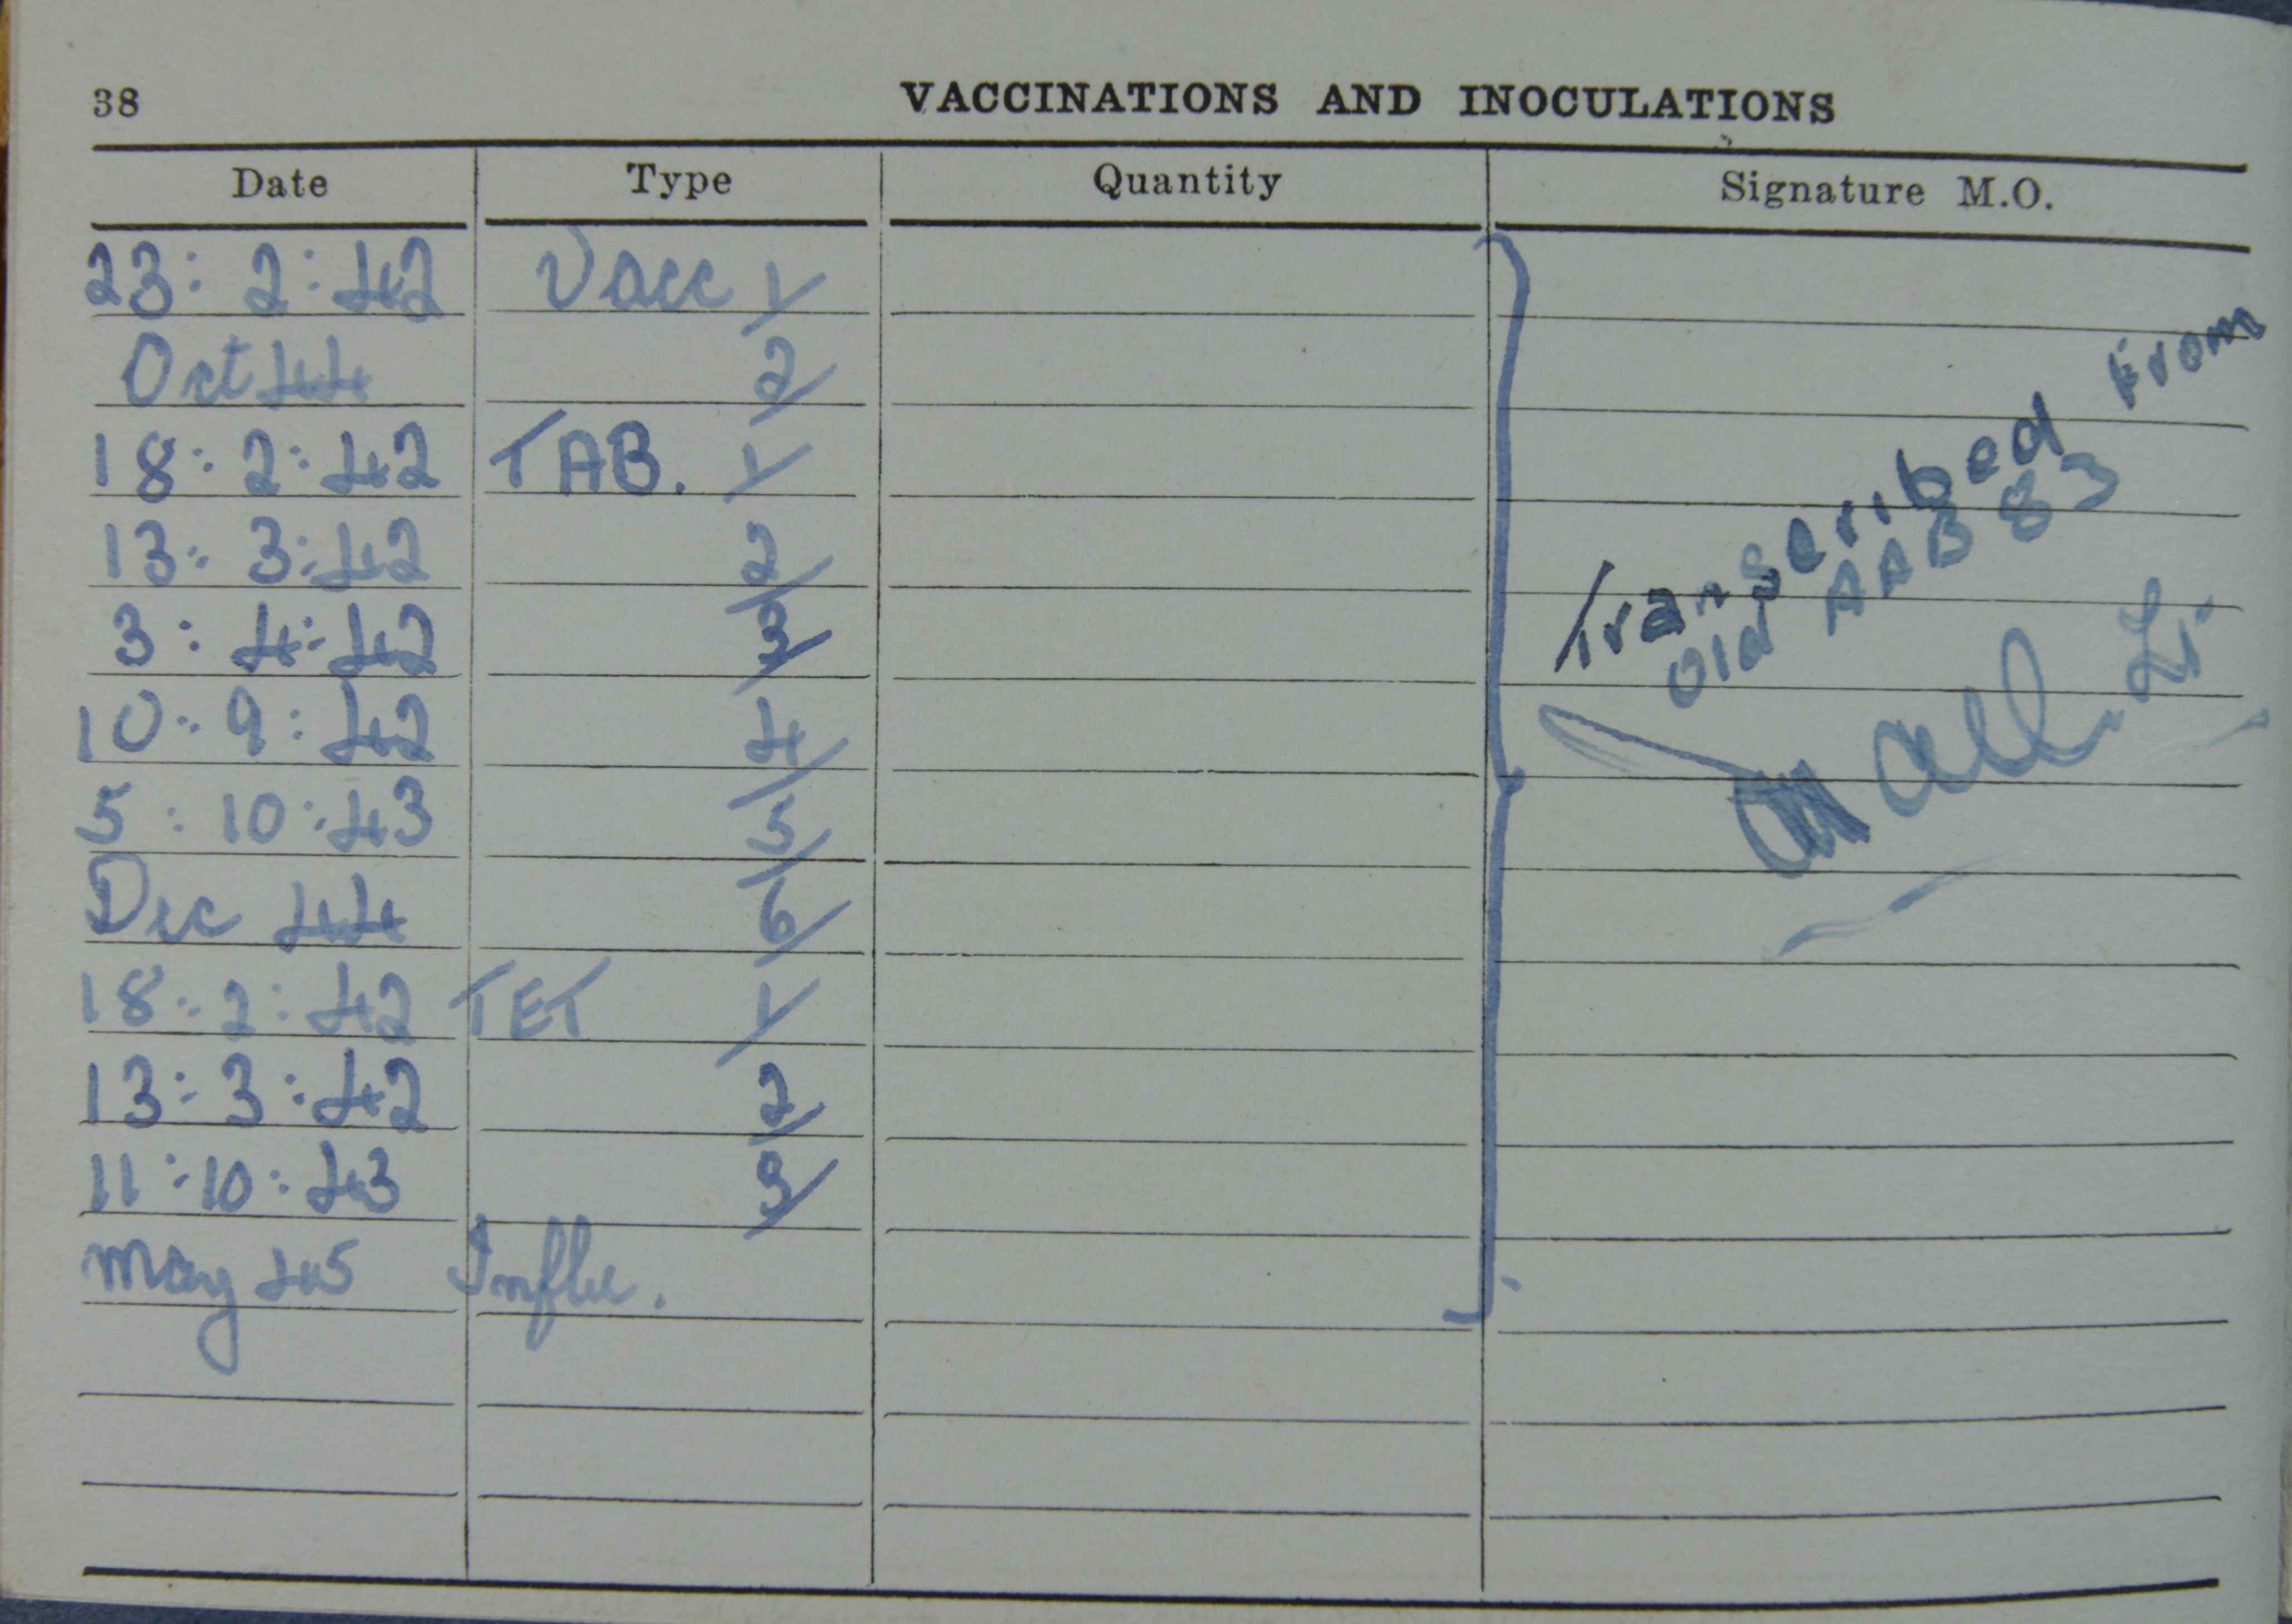 38 VACCINATIONS AND INOCULATIONS
Date Type Quantity Signature M.O.
23 : 2 : 42 Vacc 1/
Oct 44 2/
18 : 2 : 42 TAB. 1/
13 : 3 : 42 2/
3 : 4 : 42 3/
10 : 9 : 42 4/
5 : 10 : 43 5/
Dec 44 6/
18 : 2 : 42 TET 1/
13 : 3 : 42 2/
11 : 10 : 43 3/
May 45 Influ.
Transcribed From
Old AAB 83
Lt.